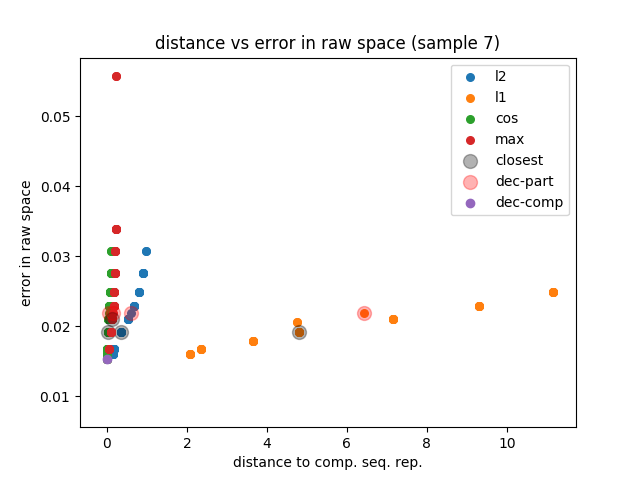 distance vs error in raw space (sample 7)
l2
l1
cos
max
closest
dec-part
dec-comp
error in raw space
0.05
0.04
0.03
0.02
0.01
0 2 4 6 8 10
distance to comp. seq. rep.